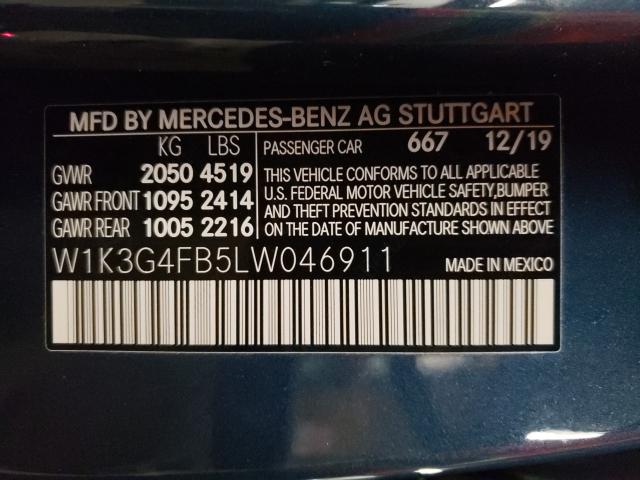 MFD BY MERCEDES-BENZ AG STUTTGART
KG LBS
GVWR 2050 4519
GAWR FRONT 1095 2414
GAWR REAR 1005 2216
PASSENGER CAR 667 12/19
THIS VEHICLE CONFORMS TO ALL APPLICABLE
U.S. FEDERAL MOTOR VEHICLE SAFETY,BUMPER
AND THEFT PREVENTION STANDARDS IN EFFECT
ON THE DATE OF MANUFACTURE SHOWN ABOVE.
W1K3G4FB5LW046911
MADE IN MEXICO